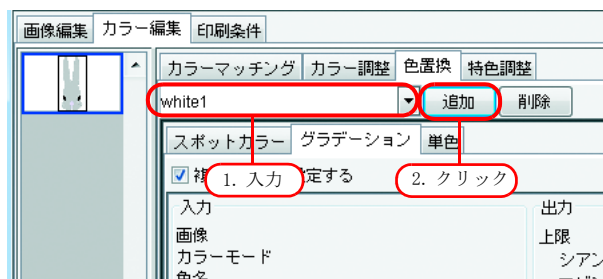 画像編集 カラー編集 印刷条件
カラーマッチング カラー調整 色置換 特色調整
white1 追加 削除
スポットカラー グラデーション 単色
定する
1. 入力 2. クリック
入力 出力
画像 上限
カラーモード シアン